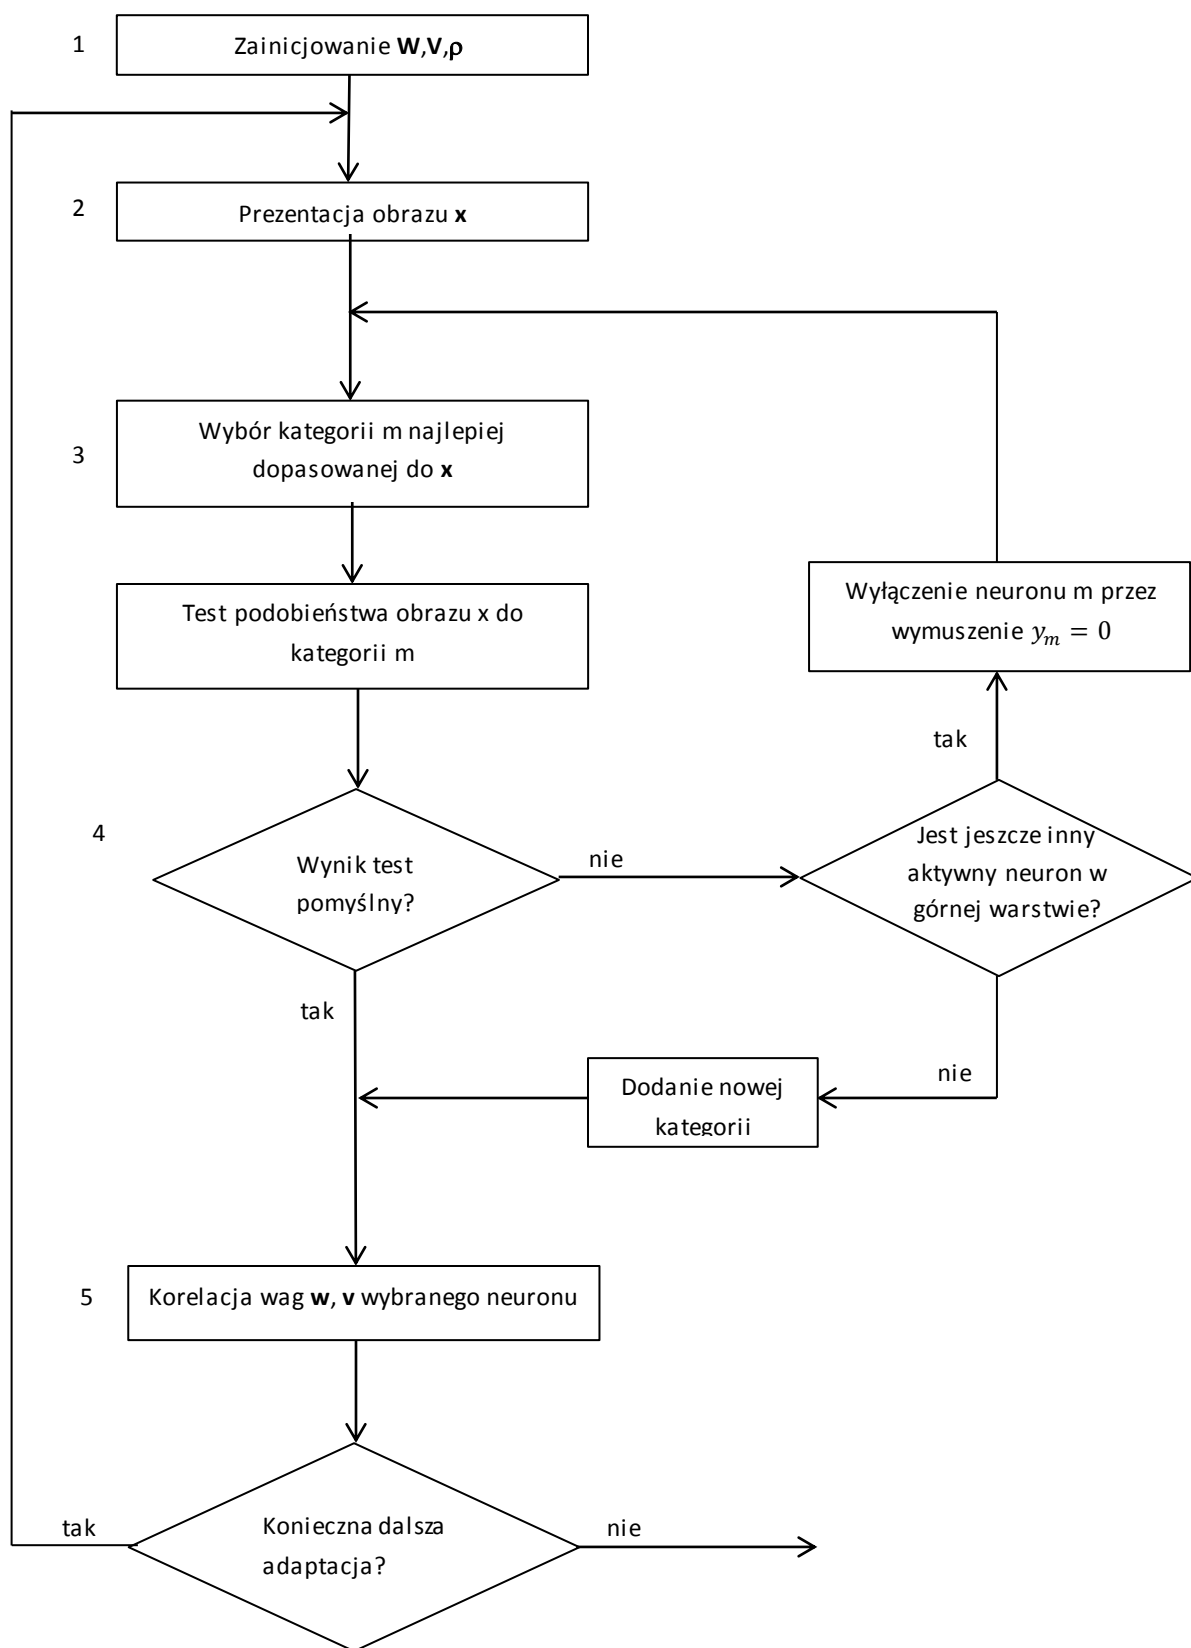 1
Zainicjowanie W,V,ρ
2
Prezentacja obrazu x
3
Wybór kategorii m najlepiej
dopasowanej do x
Test podobieństwa obrazu x do
kategorii m
Wyłączenie neuronu m przez
wymuszenie yₘ = 0
tak
4
Wynik test
pomyślny?
nie
Jest jeszcze inny
aktywny neuron w
górnej warstwie?
tak
nie
Dodanie nowej
kategorii
5
Korelacja wag w, v wybranego neuronu
tak
Konieczna dalsza
adaptacja?
nie